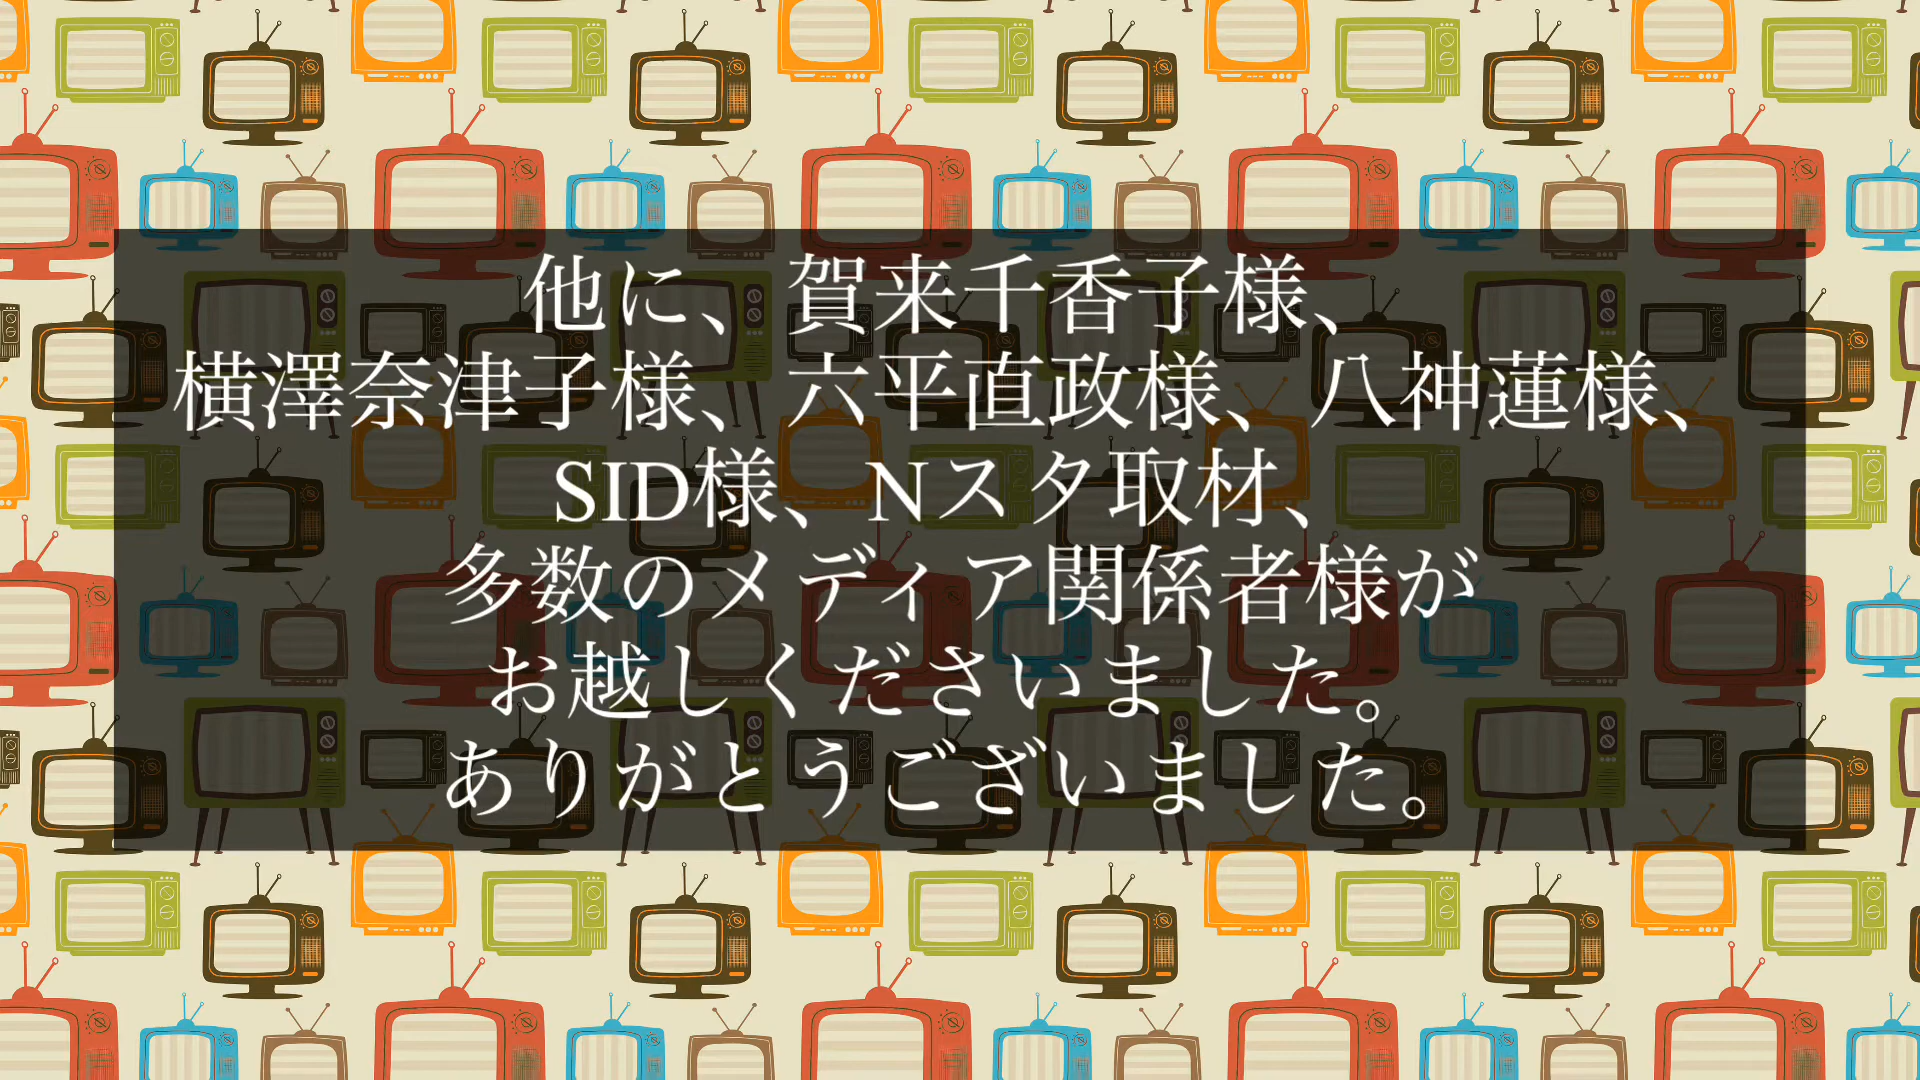 他に、賀来千香子様、
横澤奈津子様、六平直政様、八神蓮様、
SID様、Nスタ取材、
多数のメディア関係者様が
お越しくださいました。
ありがとうございました。